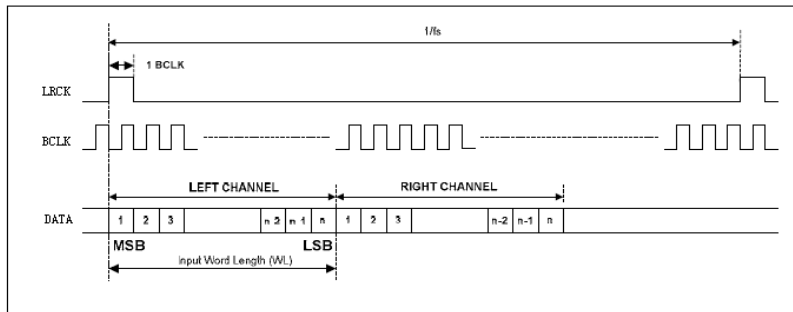 1/fs
1 BCLK
LRCK
BCLK
LEFT CHANNEL
RIGHT CHANNEL
DATA
1 2 3 n-2 n-1 n 1 2 3 n-2 n-1 n
MSB
LSB
Input Word Length (WL)